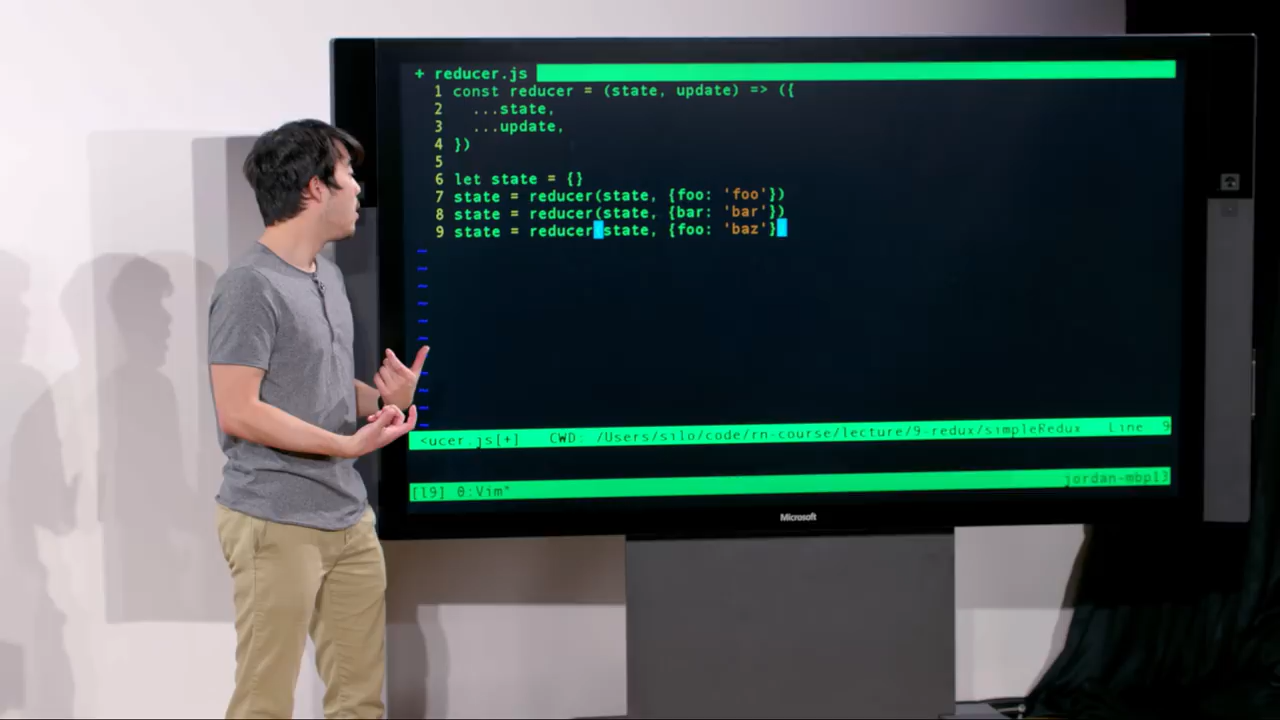 + reducer.js
1 const reducer = (state, update) => ({
2   ...state,
3   ...update,
4 })
5
6 let state = {}
7 state = reducer(state, {foo: 'foo'})
8 state = reducer(state, {bar: 'bar'})
9 state = reducer(state, {foo: 'baz'})
~
~
~
~
~
~
~
~
~
~
~
<ucer.js[+]   CWD: /Users/silo/code/rn-course/lecture/9-redux/simpleRedux   Line  9
[l9] 0:Vim*   jordan-mbp13
Microsoft